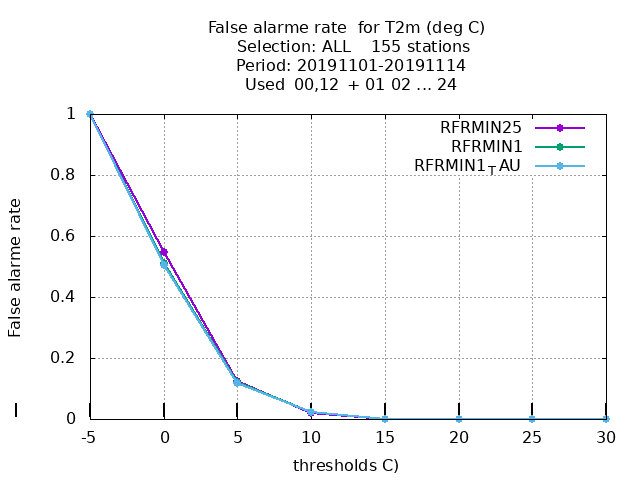 False alarme rate  for T2m (deg C)
Selection: ALL    155 stations
Period: 20191101-20191114
Used  00,12  + 01 02 ... 24
RFRMIN25
RFRMIN1
RFRMIN1TAU
1
0.8
0.6
0.4
0.2
0
False alarme rate
-5 0 5 10 15 20 25 30
thresholds C)